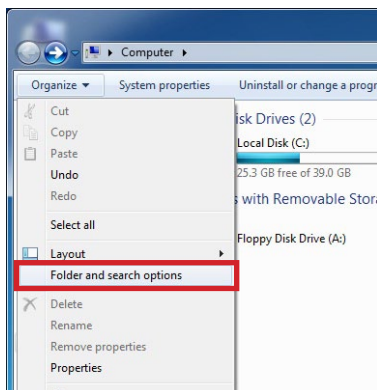 Computer
Organize System properties Uninstall or change a progr
Cut
Copy
Paste
Undo
Redo
Select all
Layout
Folder and search options
Delete
Rename
Remove properties
Properties
isk Drives (2)
Local Disk (C:)
25.3 GB free of 39.0 GB
s with Removable Stora
Floppy Disk Drive (A:)